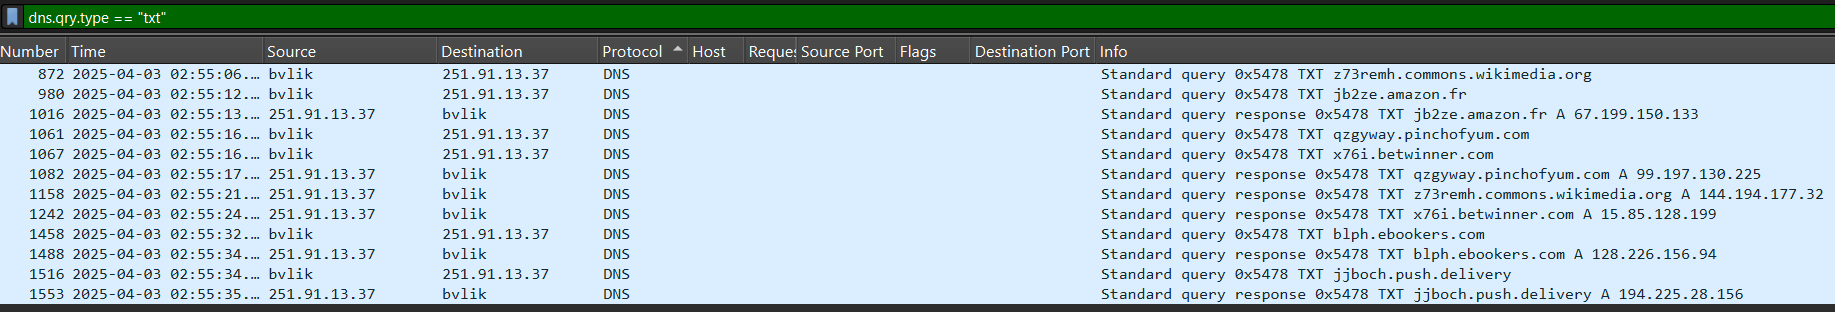 dns.qry.type == "txt"
Number Time Source Destination Protocol Host Reques Source Port Flags Destination Port Info
872 2025-04-03 02:55:06.… bvlik 251.91.13.37 DNS Standard query 0x5478 TXT z73remh.commons.wikimedia.org
980 2025-04-03 02:55:12.… bvlik 251.91.13.37 DNS Standard query 0x5478 TXT jb2ze.amazon.fr
1016 2025-04-03 02:55:13.… 251.91.13.37 bvlik DNS Standard query response 0x5478 TXT jb2ze.amazon.fr A 67.199.150.133
1061 2025-04-03 02:55:16.… bvlik 251.91.13.37 DNS Standard query 0x5478 TXT qzgyway.pinchofyum.com
1067 2025-04-03 02:55:16.… bvlik 251.91.13.37 DNS Standard query 0x5478 TXT x76i.betwinner.com
1082 2025-04-03 02:55:17.… 251.91.13.37 bvlik DNS Standard query response 0x5478 TXT qzgyway.pinchofyum.com A 99.197.130.225
1158 2025-04-03 02:55:21.… 251.91.13.37 bvlik DNS Standard query response 0x5478 TXT z73remh.commons.wikimedia.org A 144.194.177.32
1242 2025-04-03 02:55:24.… 251.91.13.37 bvlik DNS Standard query response 0x5478 TXT x76i.betwinner.com A 15.85.128.199
1458 2025-04-03 02:55:32.… bvlik 251.91.13.37 DNS Standard query 0x5478 TXT blph.ebookers.com
1488 2025-04-03 02:55:34.… 251.91.13.37 bvlik DNS Standard query response 0x5478 TXT blph.ebookers.com A 128.226.156.94
1516 2025-04-03 02:55:34.… bvlik 251.91.13.37 DNS Standard query 0x5478 TXT jjboch.push.delivery
1553 2025-04-03 02:55:35.… 251.91.13.37 bvlik DNS Standard query response 0x5478 TXT jjboch.push.delivery A 194.225.28.156